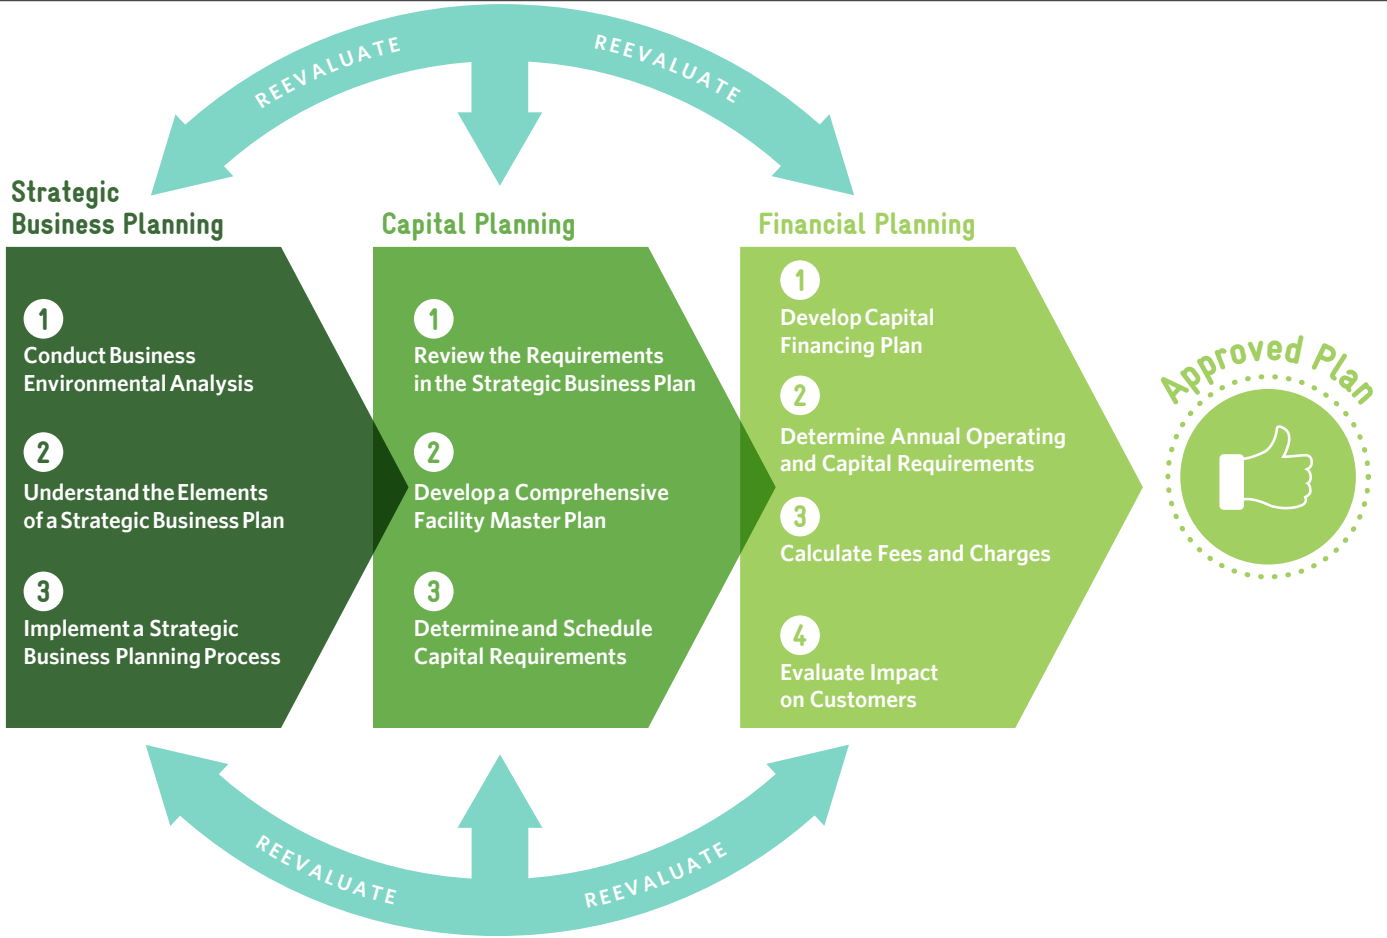 REEVALUATE
REEVALUATE
Strategic
Business Planning
1
Conduct Business
Environmental Analysis
2
Understand the Elements
of a Strategic Business Plan
3
Implement a Strategic
Business Planning Process
Capital Planning
1
Review the Requirements
in the Strategic Business Plan
2
Develop a Comprehensive
Facility Master Plan
3
Determine and Schedule
Capital Requirements
Financial Planning
1
Develop Capital
Financing Plan
2
Determine Annual Operating
and Capital Requirements
3
Calculate Fees and Charges
4
Evaluate Impact
on Customers
Approved Plan
REEVALUATE
REEVALUATE